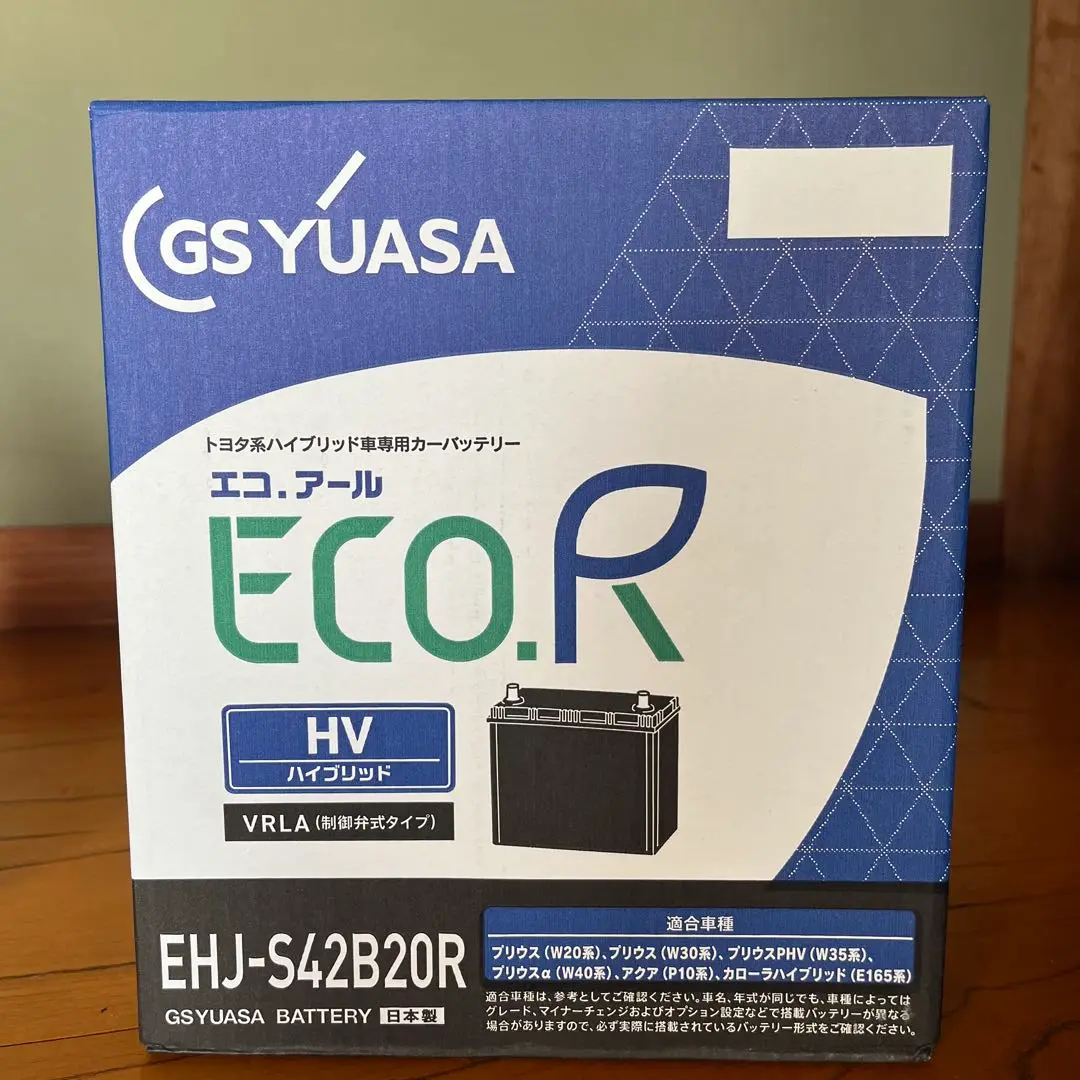 GS YUASA
トヨタ系ハイブリッド車専用カーバッテリー
エコ.アール
ECO.R
HV
ハイブリッド
VRLA(制御弁式タイプ)
EHJ-S42B20R
GSYUASA BATTERY 日本製
適合車種
プリウス(W20系)、プリウス(W30系)、プリウスPHV(W35系)、
プリウスα(W40系)、アクア(P10系)、カローラハイブリッド(E165系)
適合車種は、参考としてご確認ください。車名、年式が同じでも、車種によっては
グレード、マイナーチェンジおよびオプション設定などで搭載バッテリーが異なる
場合がありますので、必ず実際に搭載されているバッテリー形式をご確認ください。